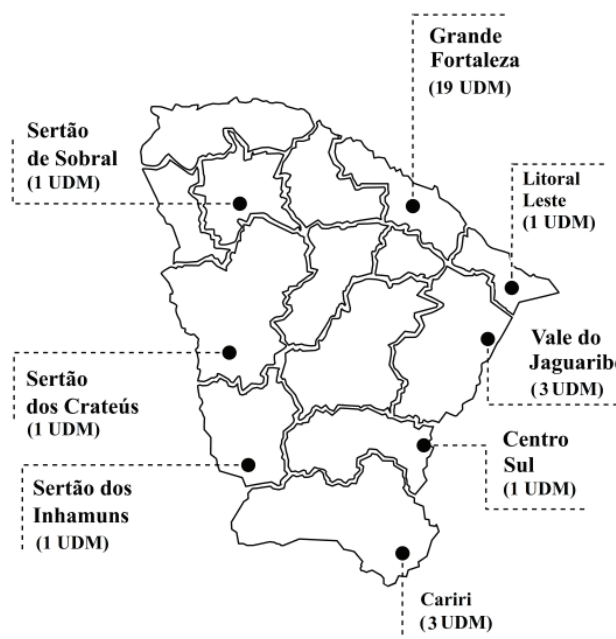 Grande
Fortaleza
(19 UDM)
Sertão
de Sobral
(1 UDM)
Litoral
Leste
(1 UDM)
Vale do
Jaguaribe
(3 UDM)
Sertão
dos Crateús
(1 UDM)
Centro
Sul
(1 UDM)
Sertão dos
Inhamuns
(1 UDM)
Cariri
(3 UDM)